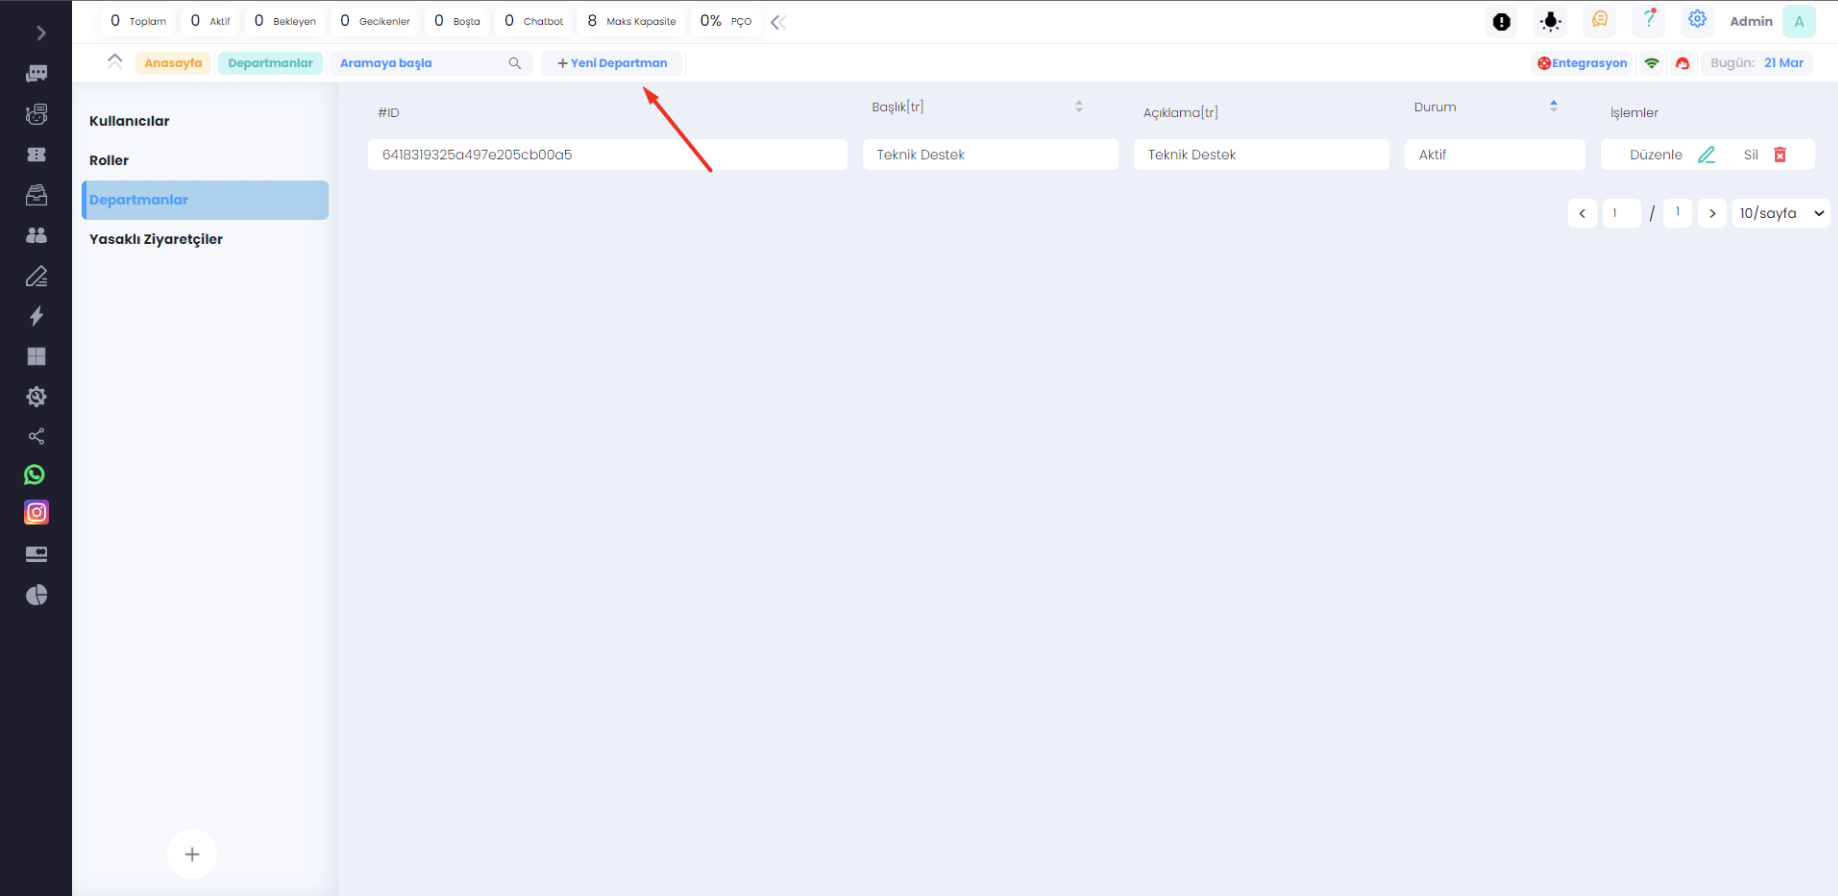 0 Toplam 0 Aktif 0 Bekleyen 0 Gecikenler 0 Boşta 0 Chatbot 8 Maks Kapasite 0% PÇO Admin A
Anasayfa Departmanlar Aramaya başla + Yeni Departman Entegrasyon Bugün: 21 Mar
Kullanıcılar
Roller
Departmanlar
Yasaklı Ziyaretçiler
#ID Başlık[tr] Açıklama[tr] Durum İşlemler
6418319325a497e205cb00a5 Teknik Destek Teknik Destek Aktif Düzenle Sil
< 1 / 1 > 10/sayfa
+